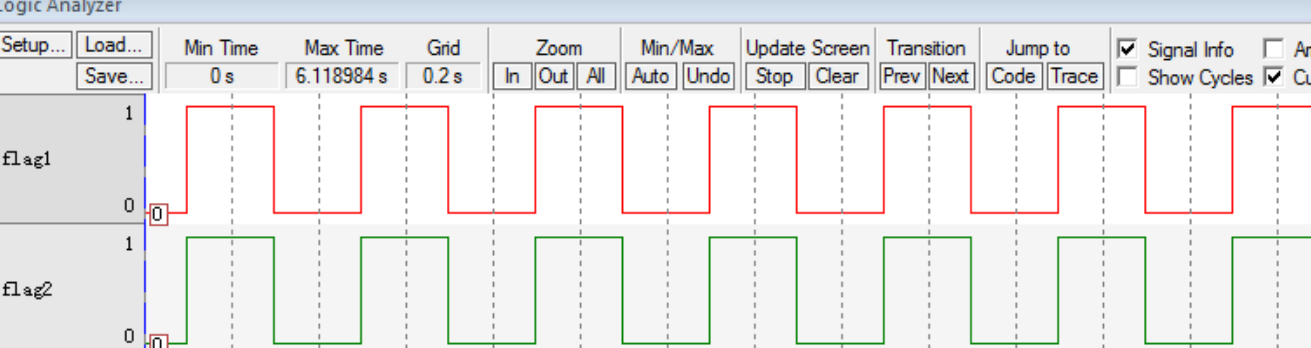 Logic Analyzer
Setup... Load... Min Time Max Time Grid Zoom Min/Max Update Screen Transition Jump to Signal Info
Save... 0 s 6.118984 s 0.2 s In Out All Auto Undo Stop Clear Prev Next Code Trace Show Cycles
1
flag1
0 0
1
flag2
0 0